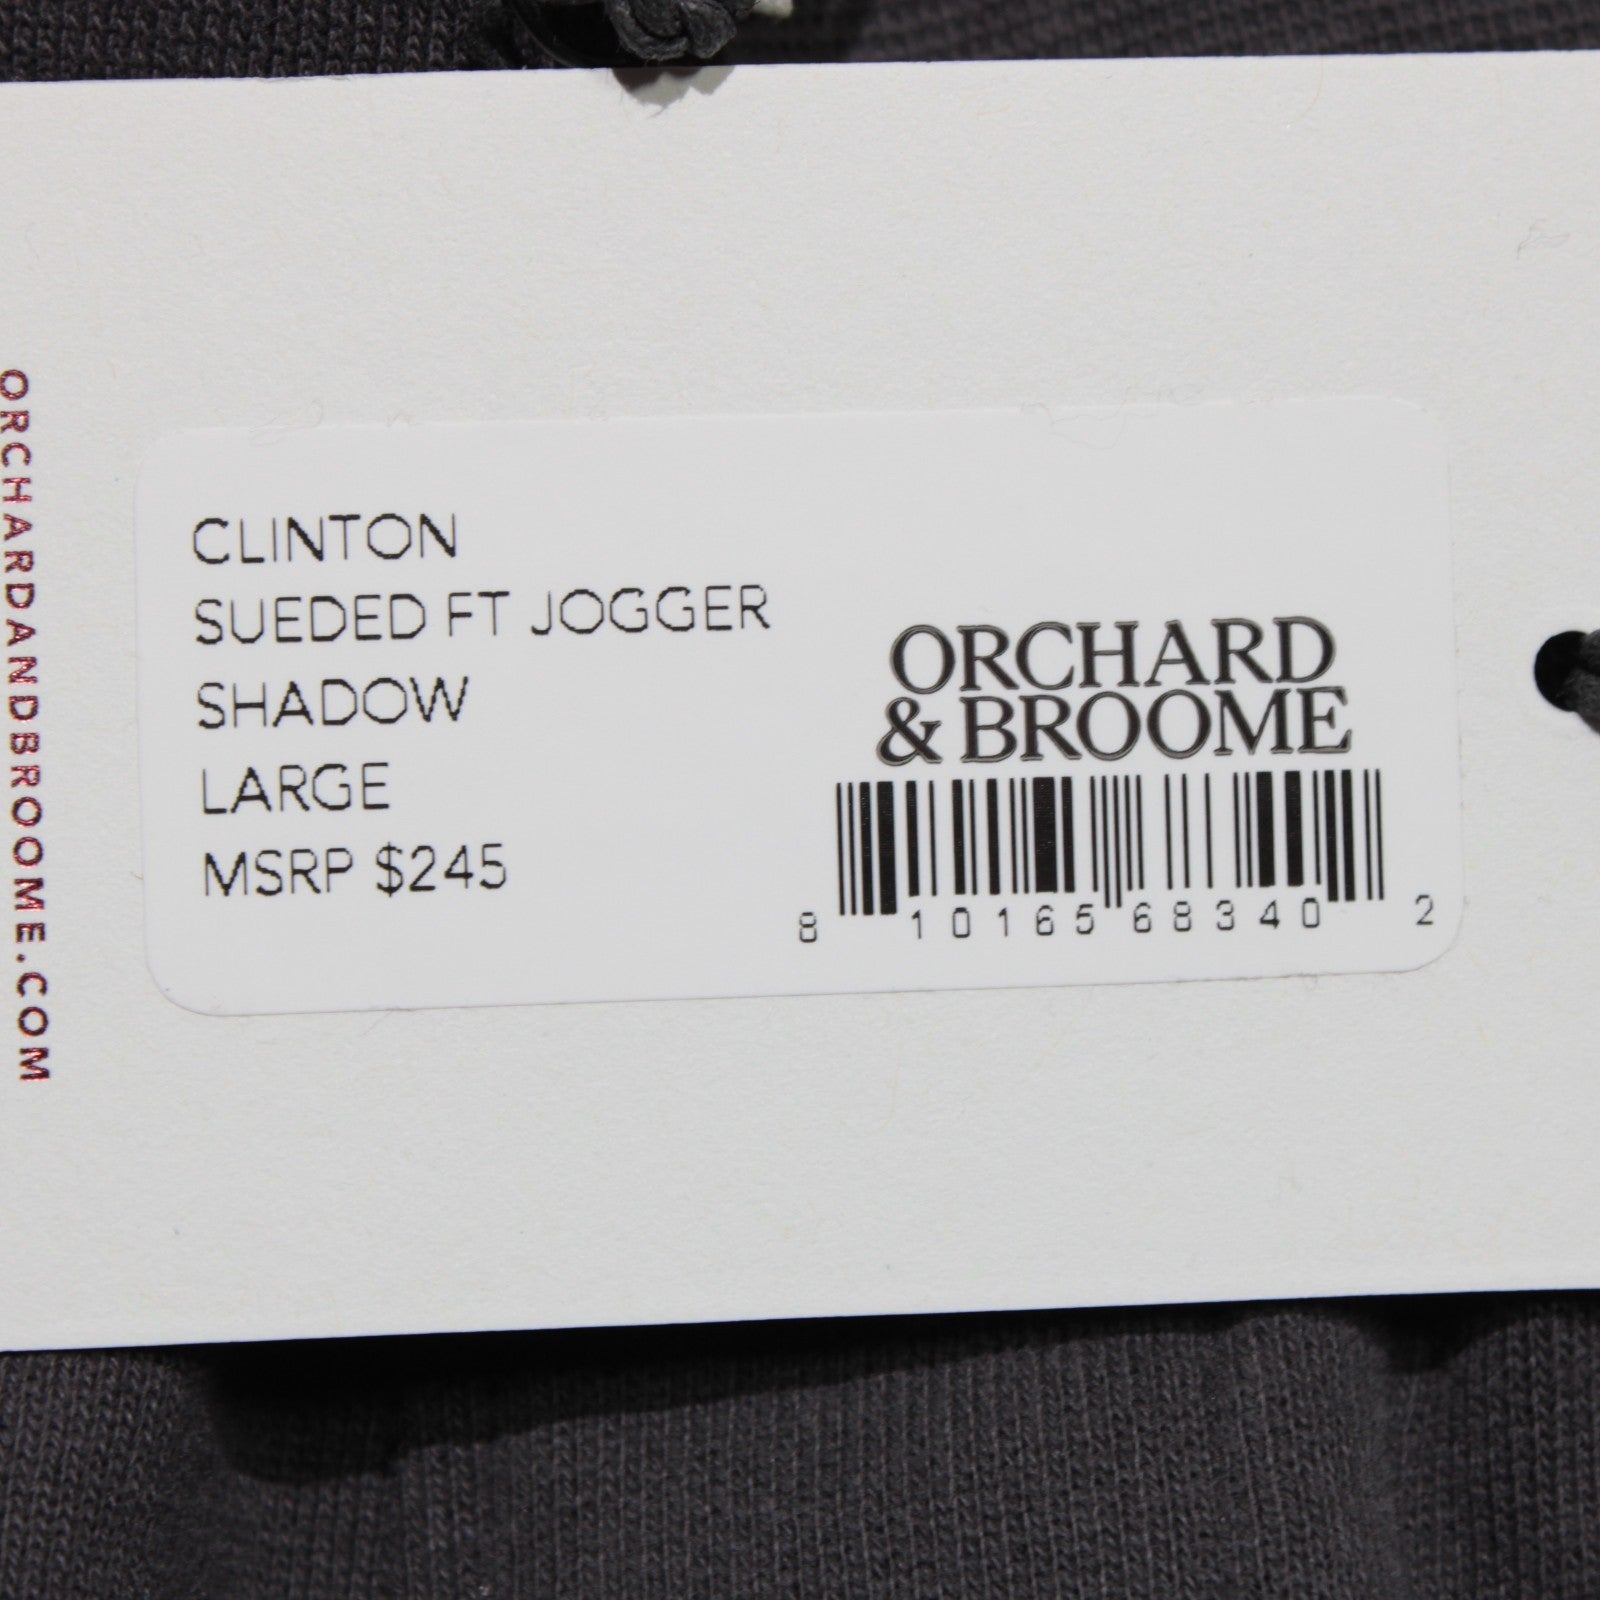 ORCHARDANDBROOME.COM
CLINTON
SUEDED FT JOGGER
SHADOW
LARGE
MSRP $245
ORCHARD
& BROOME
8 10165 68340 2